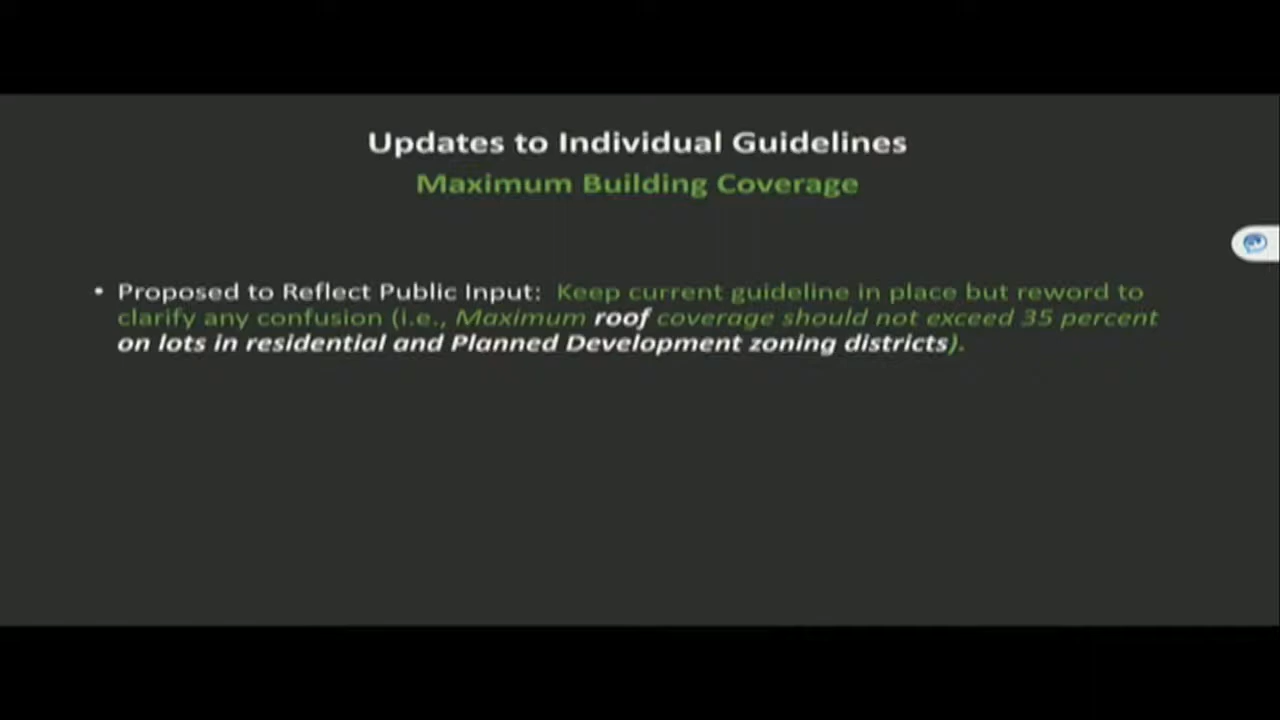 Updates to Individual Guidelines
Maximum Building Coverage
• Proposed to Reflect Public Input: Keep current guideline in place but reword to
clarify any confusion (i.e., Maximum roof coverage should not exceed 35 percent
on lots in residential and Planned Development zoning districts).